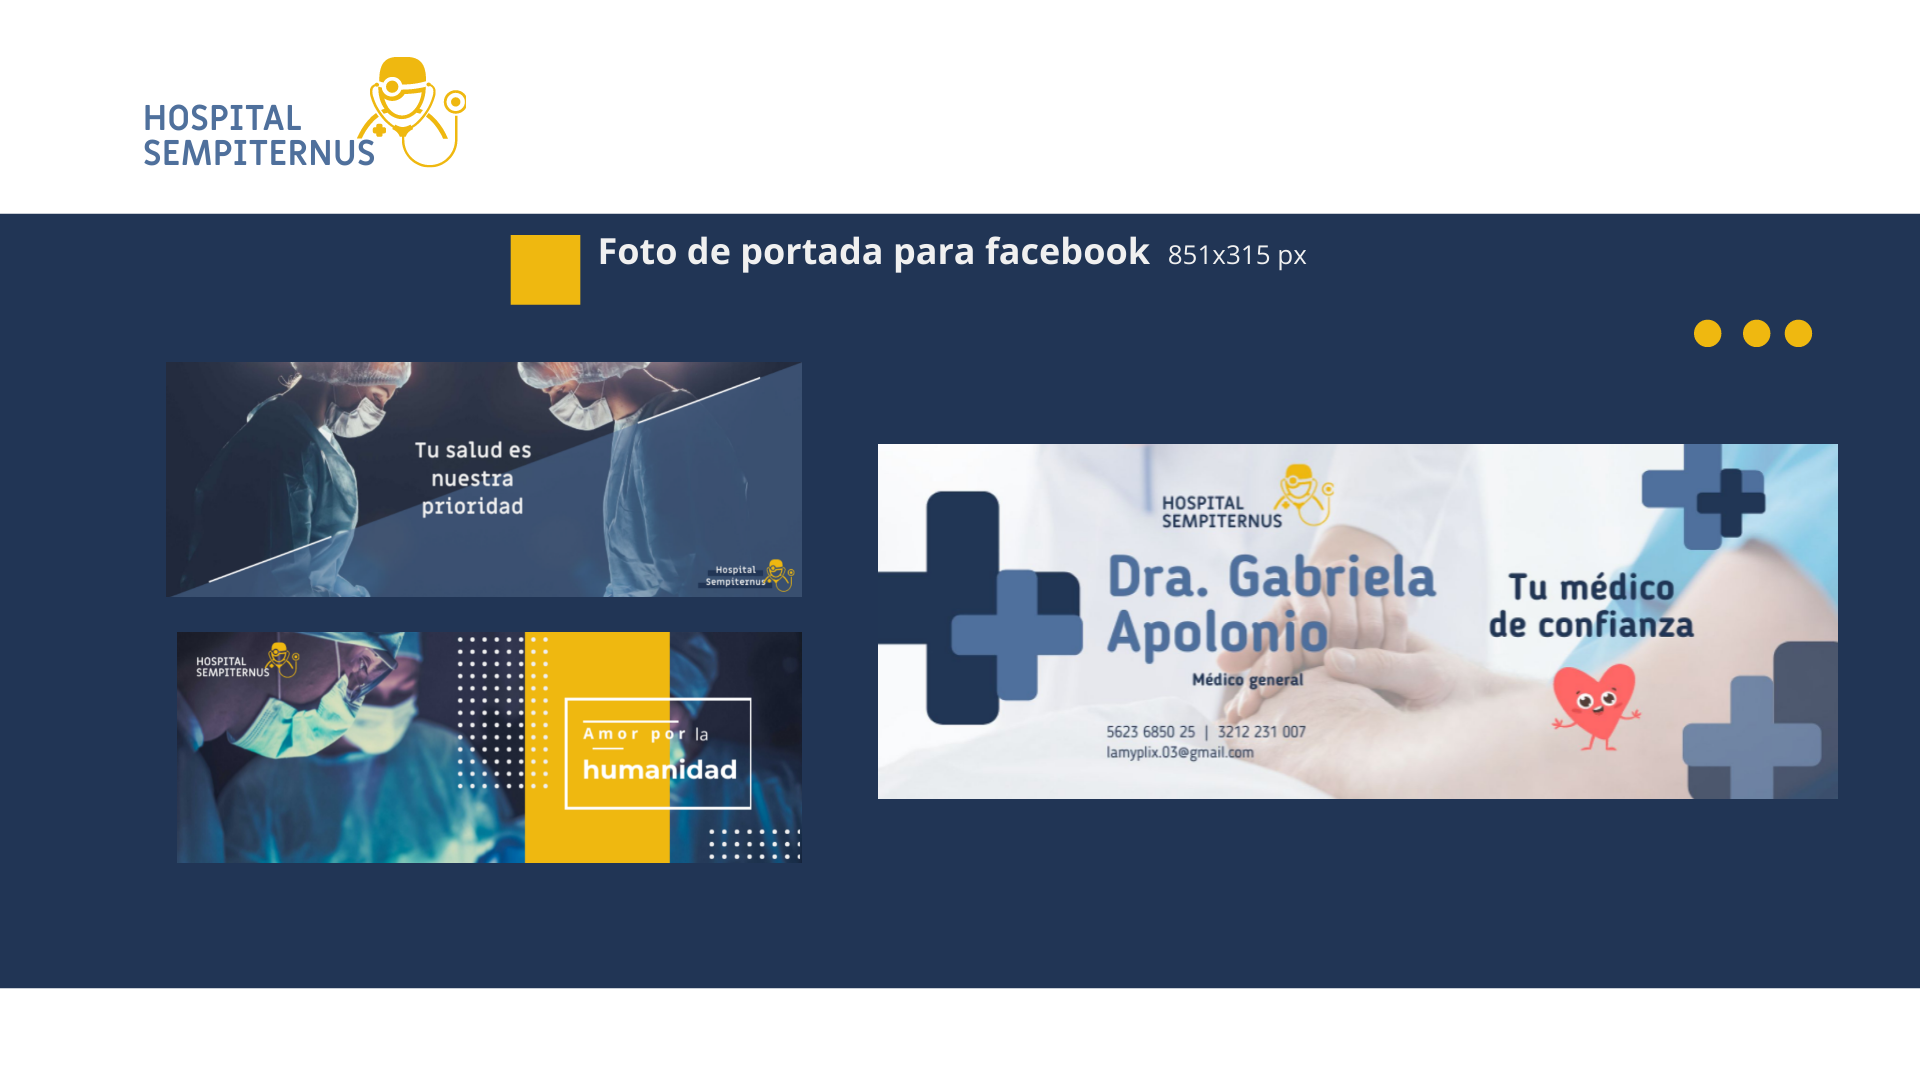 HOSPITAL
SEMPITERNUS
Foto de portada para facebook 851x315 px
Tu salud es
nuestra
prioridad
Hospital
Sempiternus
HOSPITAL
SEMPITERNUS
Amor por la
humanidad
HOSPITAL
SEMPITERNUS
Dra. Gabriela
Apolonio
Médico general
5623 6850 25 | 3212 231 007
lamyplix.03@gmail.com
Tu médico
de confianza